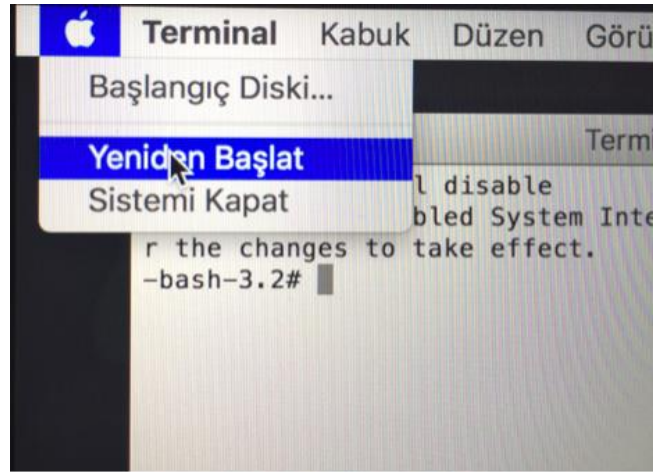 Terminal Kabuk Düzen Görü
Başlangıç Diski...
Yeniden Başlat
Sistemi Kapat
Termi
l disable
bled System Inte
r the changes to take effect.
-bash-3.2#